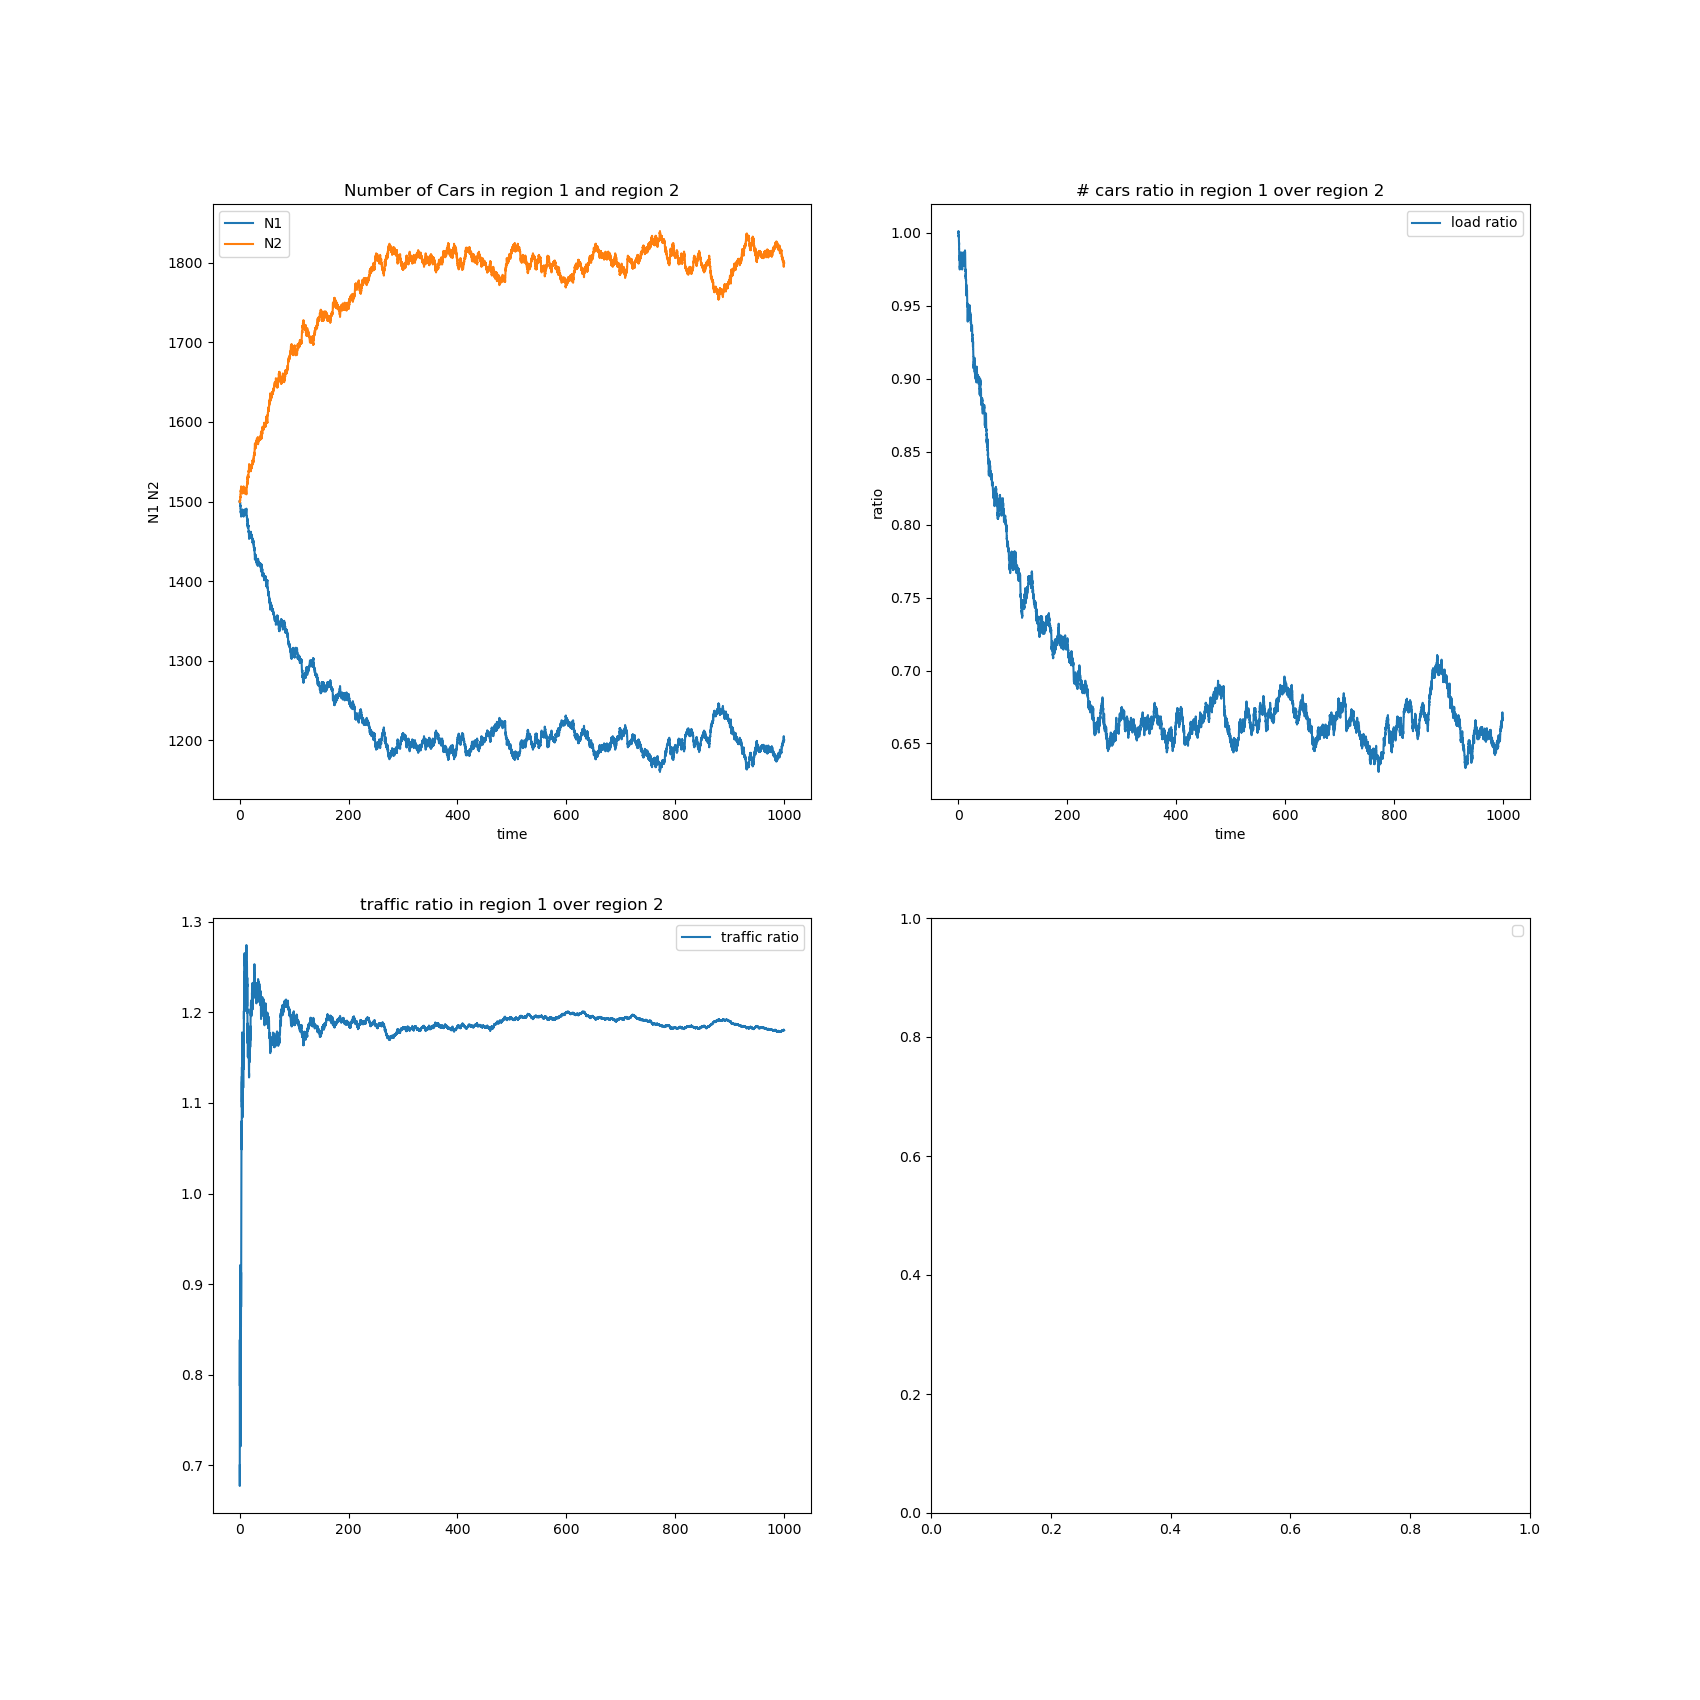 Number of Cars in region 1 and region 2
N1
N2
N1 N2
1800
1700
1600
1500
1400
1300
1200
0 200 400 600 800 1000
time
# cars ratio in region 1 over region 2
load ratio
ratio
1.00
0.95
0.90
0.85
0.80
0.75
0.70
0.65
0 200 400 600 800 1000
time
traffic ratio in region 1 over region 2
traffic ratio
1.3
1.2
1.1
1.0
0.9
0.8
0.7
0 200 400 600 800 1000
1.0
0.8
0.6
0.4
0.2
0.0
0.0 0.2 0.4 0.6 0.8 1.0